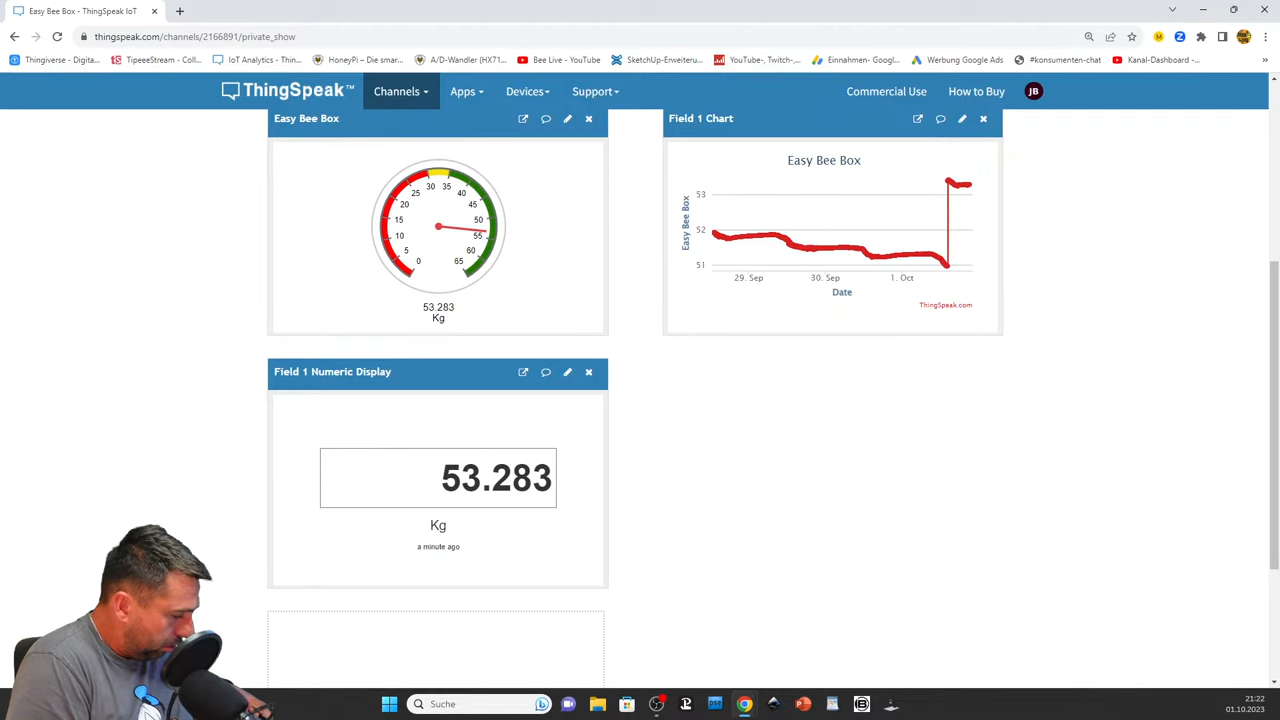 Easy Bee Box - ThingSpeak IoT
thingspeak.com/channels/2166891/private_show
Thingiverse - Digita...
TipeeeStream - Coll...
IoT Analytics - Thin...
HoneyPi – Die smar...
A/D-Wandler (HX71...
Bee Live - YouTube
SketchUp-Erweiteru...
YouTube-, Twitch-,...
Einnahmen- Googl...
Werbung Google Ads
#konsumenten-chat
Kanal-Dashboard -...
ThingSpeak™
Channels
Apps
Devices
Support
Commercial Use
How to Buy
JB
Easy Bee Box
0
5
10
15
20
25
30
35
40
45
50
55
60
65
53.283
Kg
Field 1 Chart
Easy Bee Box
Easy Bee Box
53
52
51
29. Sep
30. Sep
1. Oct
Date
ThingSpeak.com
Field 1 Numeric Display
53.283
Kg
a minute ago
Suche
21:22
01.10.2023